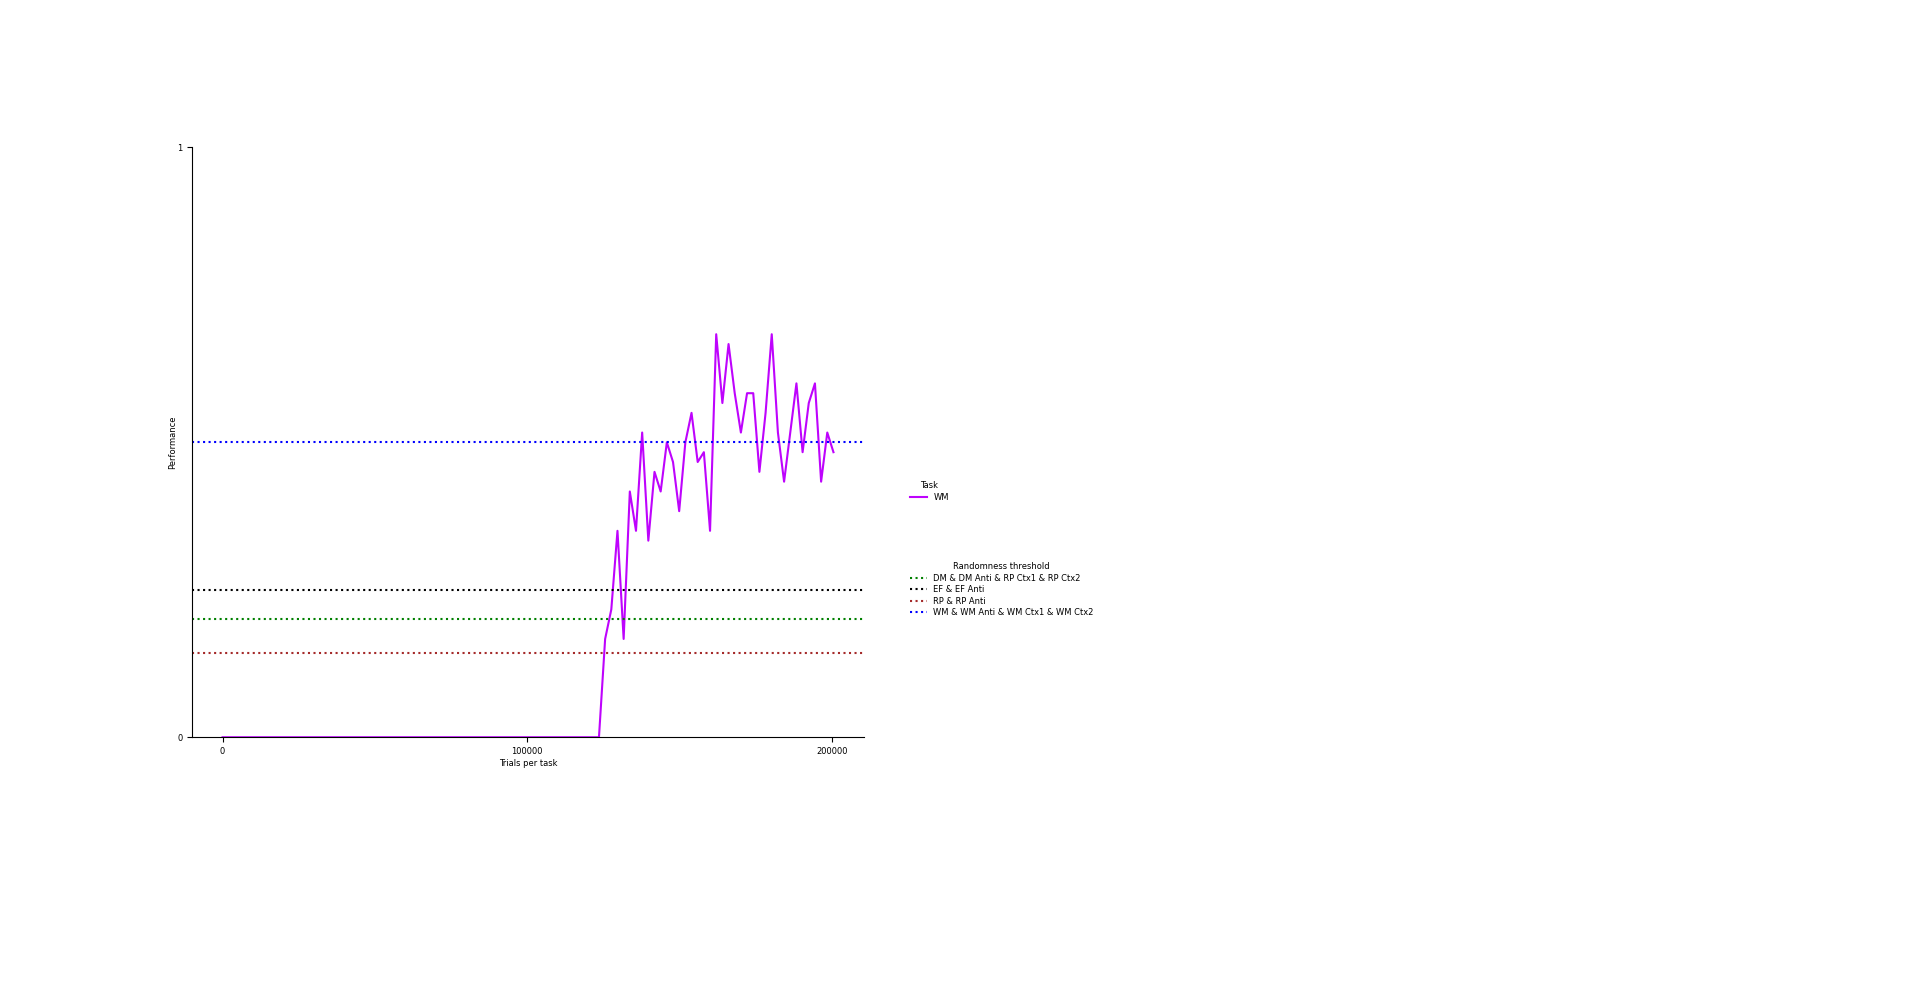 1
Performance
0
0
100000
200000
Trials per task
Task
WM
Randomness threshold
DM & DM Anti & RP Ctx1 & RP Ctx2
EF & EF Anti
RP & RP Anti
WM & WM Anti & WM Ctx1 & WM Ctx2